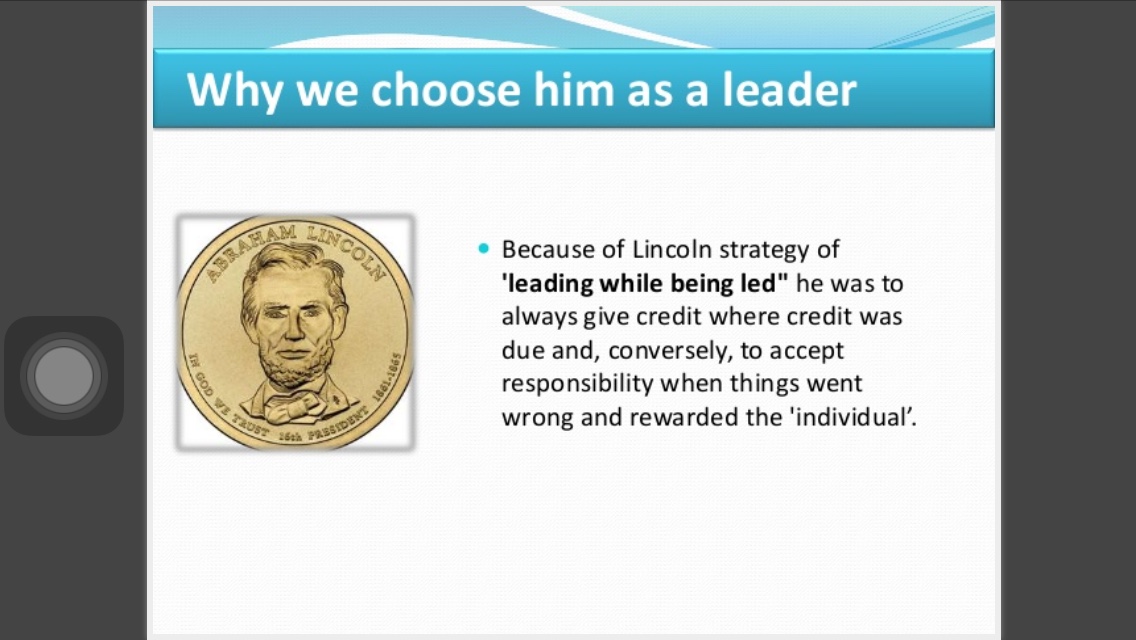 Why we choose him as a leader
ABRAHAM LINCOLN
IN GOD WE TRUST 16th PRESIDENT 1861-1865
• Because of Lincoln strategy of
'leading while being led" he was to
always give credit where credit was
due and, conversely, to accept
responsibility when things went
wrong and rewarded the 'individual’.